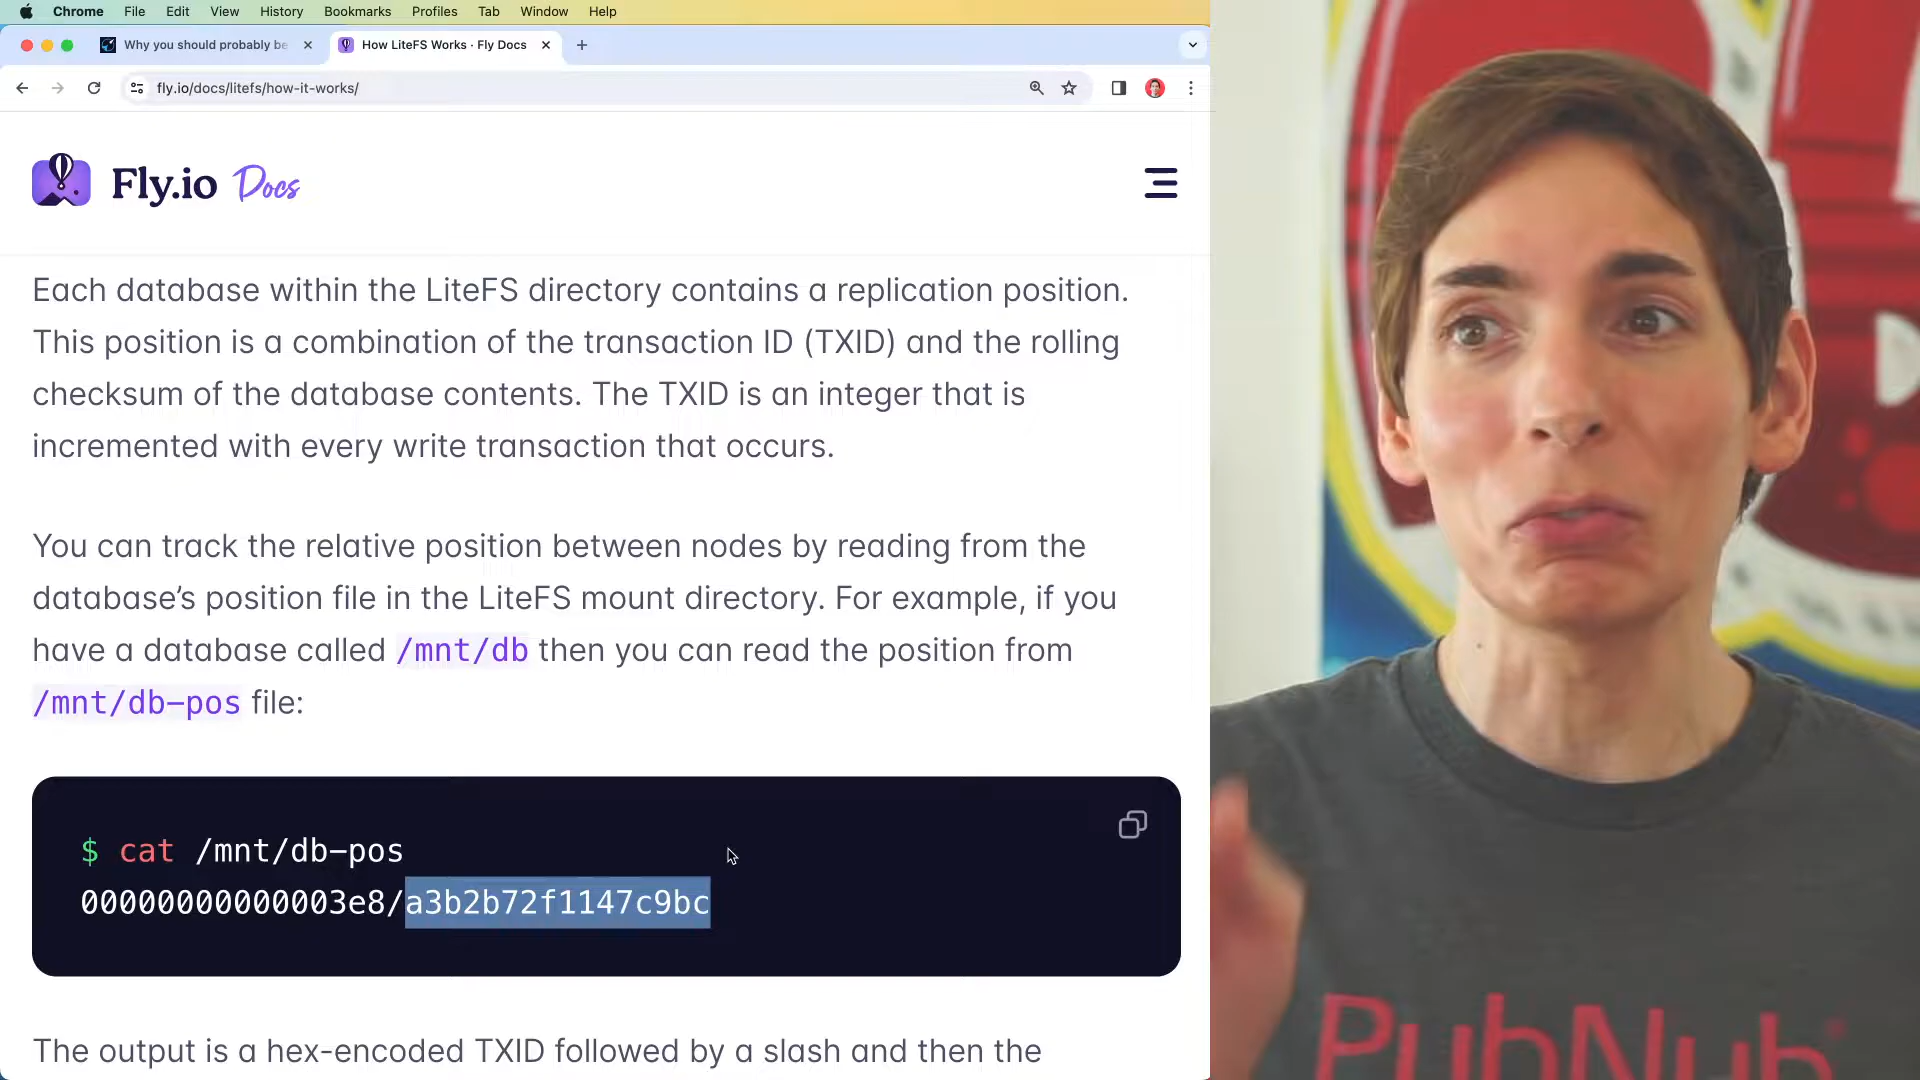 Chrome File Edit View History Bookmarks Profiles Tab Window Help
Why you should probably be
How LiteFS Works · Fly Docs
fly.io/docs/litefs/how-it-works/
Fly.io Docs
Each database within the LiteFS directory contains a replication position.
This position is a combination of the transaction ID (TXID) and the rolling
checksum of the database contents. The TXID is an integer that is
incremented with every write transaction that occurs.
You can track the relative position between nodes by reading from the
database’s position file in the LiteFS mount directory. For example, if you
have a database called /mnt/db then you can read the position from
/mnt/db-pos file:
$ cat /mnt/db-pos
00000000000003e8/a3b2b72f1147c9bc
The output is a hex-encoded TXID followed by a slash and then the
PubNub